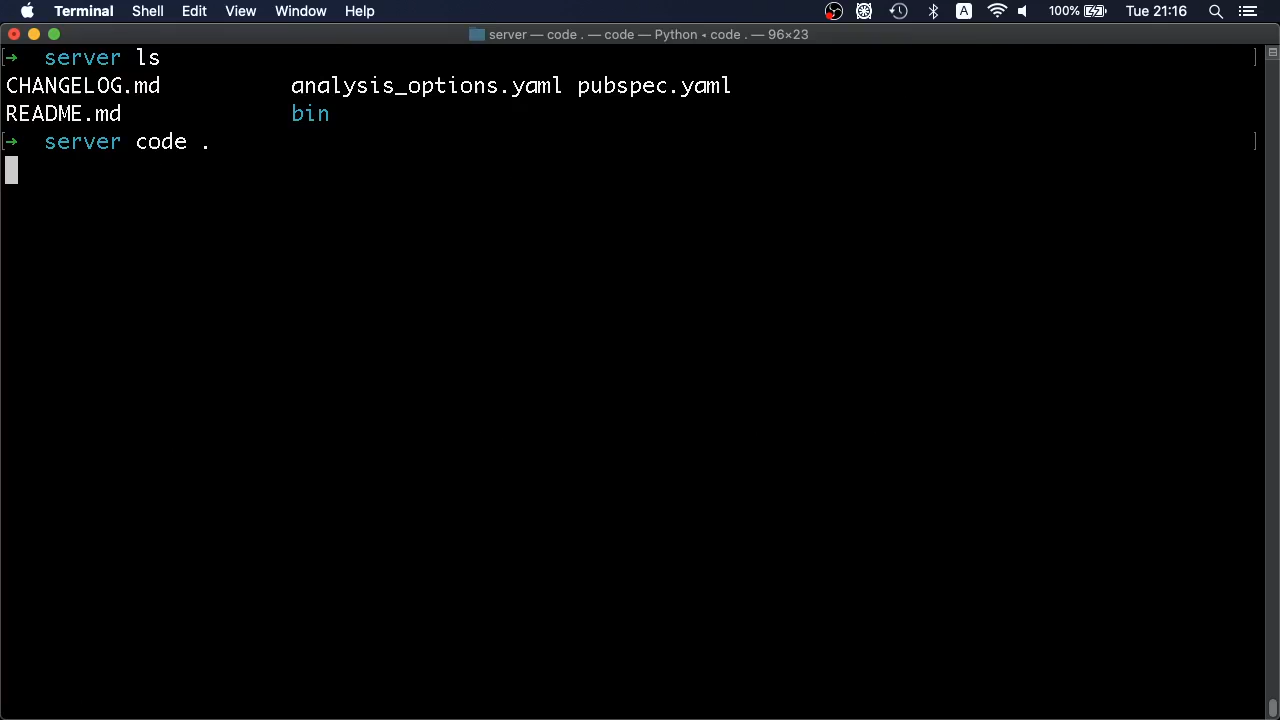 Terminal Shell Edit View Window Help A 100% Tue 21:16
server — code . — code — Python ◂ code . — 96×23
[→ server ls ]
CHANGELOG.md analysis_options.yaml pubspec.yaml
README.md bin
[→ server code . ]